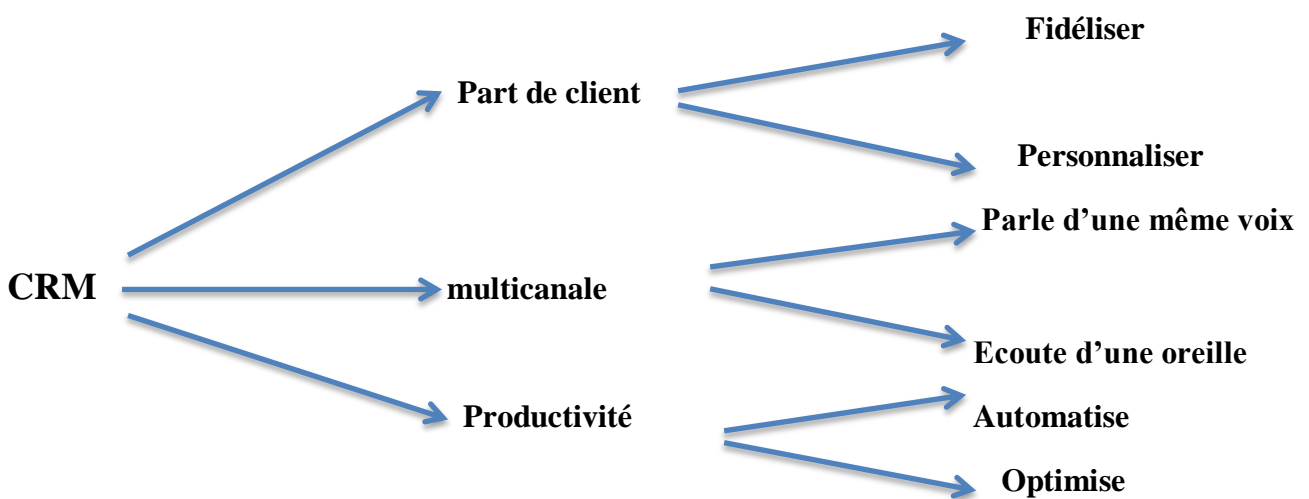 Fidéliser
Part de client
Personnaliser
Parle d’une même voix
CRM
multicanale
Ecoute d’une oreille
Productivité
Automatise
Optimise